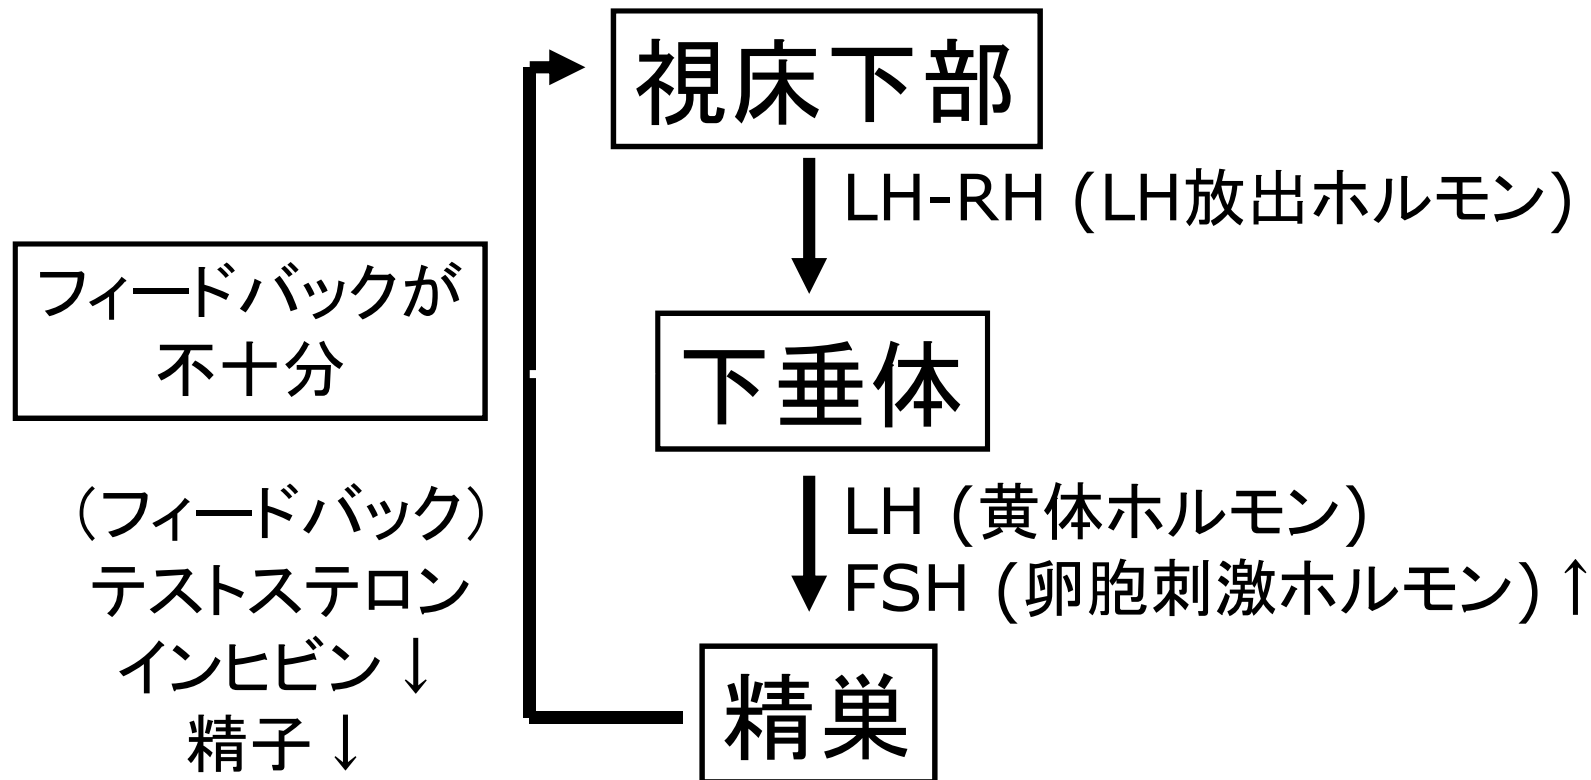 視床下部
LH-RH (LH放出ホルモン)
フィードバックが
不十分
下垂体
(フィードバック)
テストステロン
インヒビン↓
精子↓
LH (黄体ホルモン)
FSH (卵胞刺激ホルモン)↑
精巣